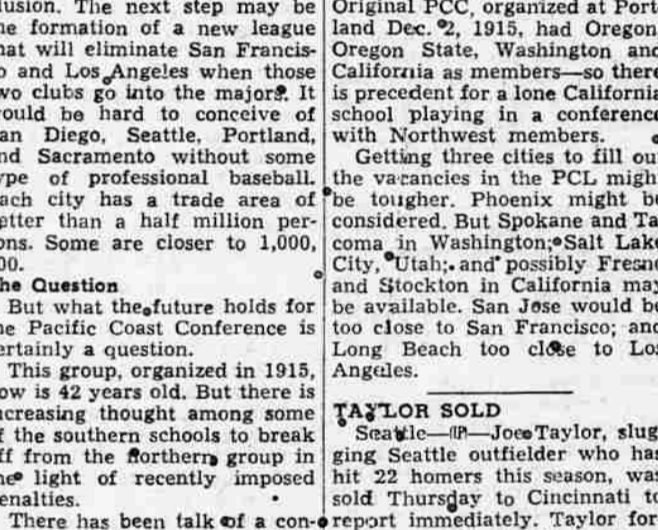 lusion. The next step may be
he formation of a new league
hat will eliminate San Francis-
o and Los Angeles when those
wo clubs go into the majors. It
ould be hard to conceive of
an Diego, Seattle, Portland,
nd Sacramento without some
ype of professional baseball.
ach city has a trade area of
etter than a half million per-
ons. Some are closer to 1,000,
00.
he Question
But what the future holds for
he Pacific Coast Conference is
ertainly a question.
This group, organized in 1915,
ow is 42 years old. But there is
ncreasing thought among some
f the southern schools to break
ff from the northern group in
he light of recently imposed
enalties.
There has been talk of a con-
Original PCC, organized at Port
land Dec. 2, 1915, had Oregon
Oregon State, Washington and
California as members—so there
is precedent for a lone California
school playing in a conference
with Northwest members.
Getting three cities to fill out
the vacancies in the PCL might
be tougher. Phoenix might be
considered. But Spokane and Ta
coma in Washington; Salt Lake
City, Utah; and possibly Fresno
and Stockton in California may
be available. San Jose would be
too close to San Francisco; and
Long Beach too close to Los
Angeles.
TAYLOR SOLD
Seattle—(P)—Joe Taylor, slug
ging Seattle outfielder who has
hit 22 homers this season, was
sold Thursday to Cincinnati to
report immediately. Taylor for